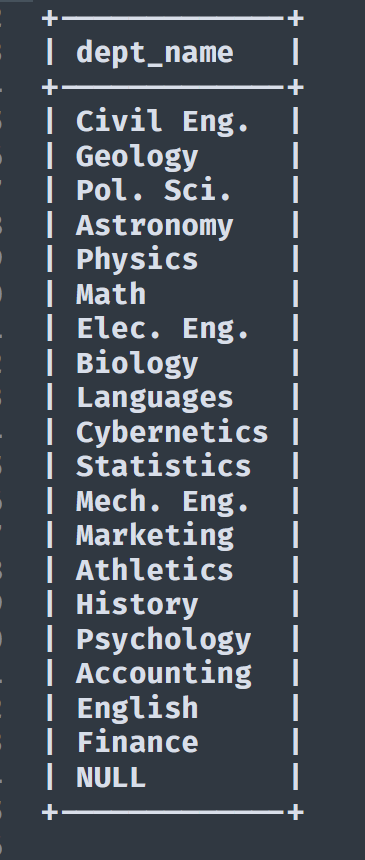 +-------------+
| dept_name   |
+-------------+
| Civil Eng.  |
| Geology     |
| Pol. Sci.   |
| Astronomy   |
| Physics     |
| Math        |
| Elec. Eng.  |
| Biology     |
| Languages   |
| Cybernetics |
| Statistics  |
| Mech. Eng.  |
| Marketing   |
| Athletics   |
| History     |
| Psychology  |
| Accounting  |
| English     |
| Finance     |
| NULL        |
+-------------+